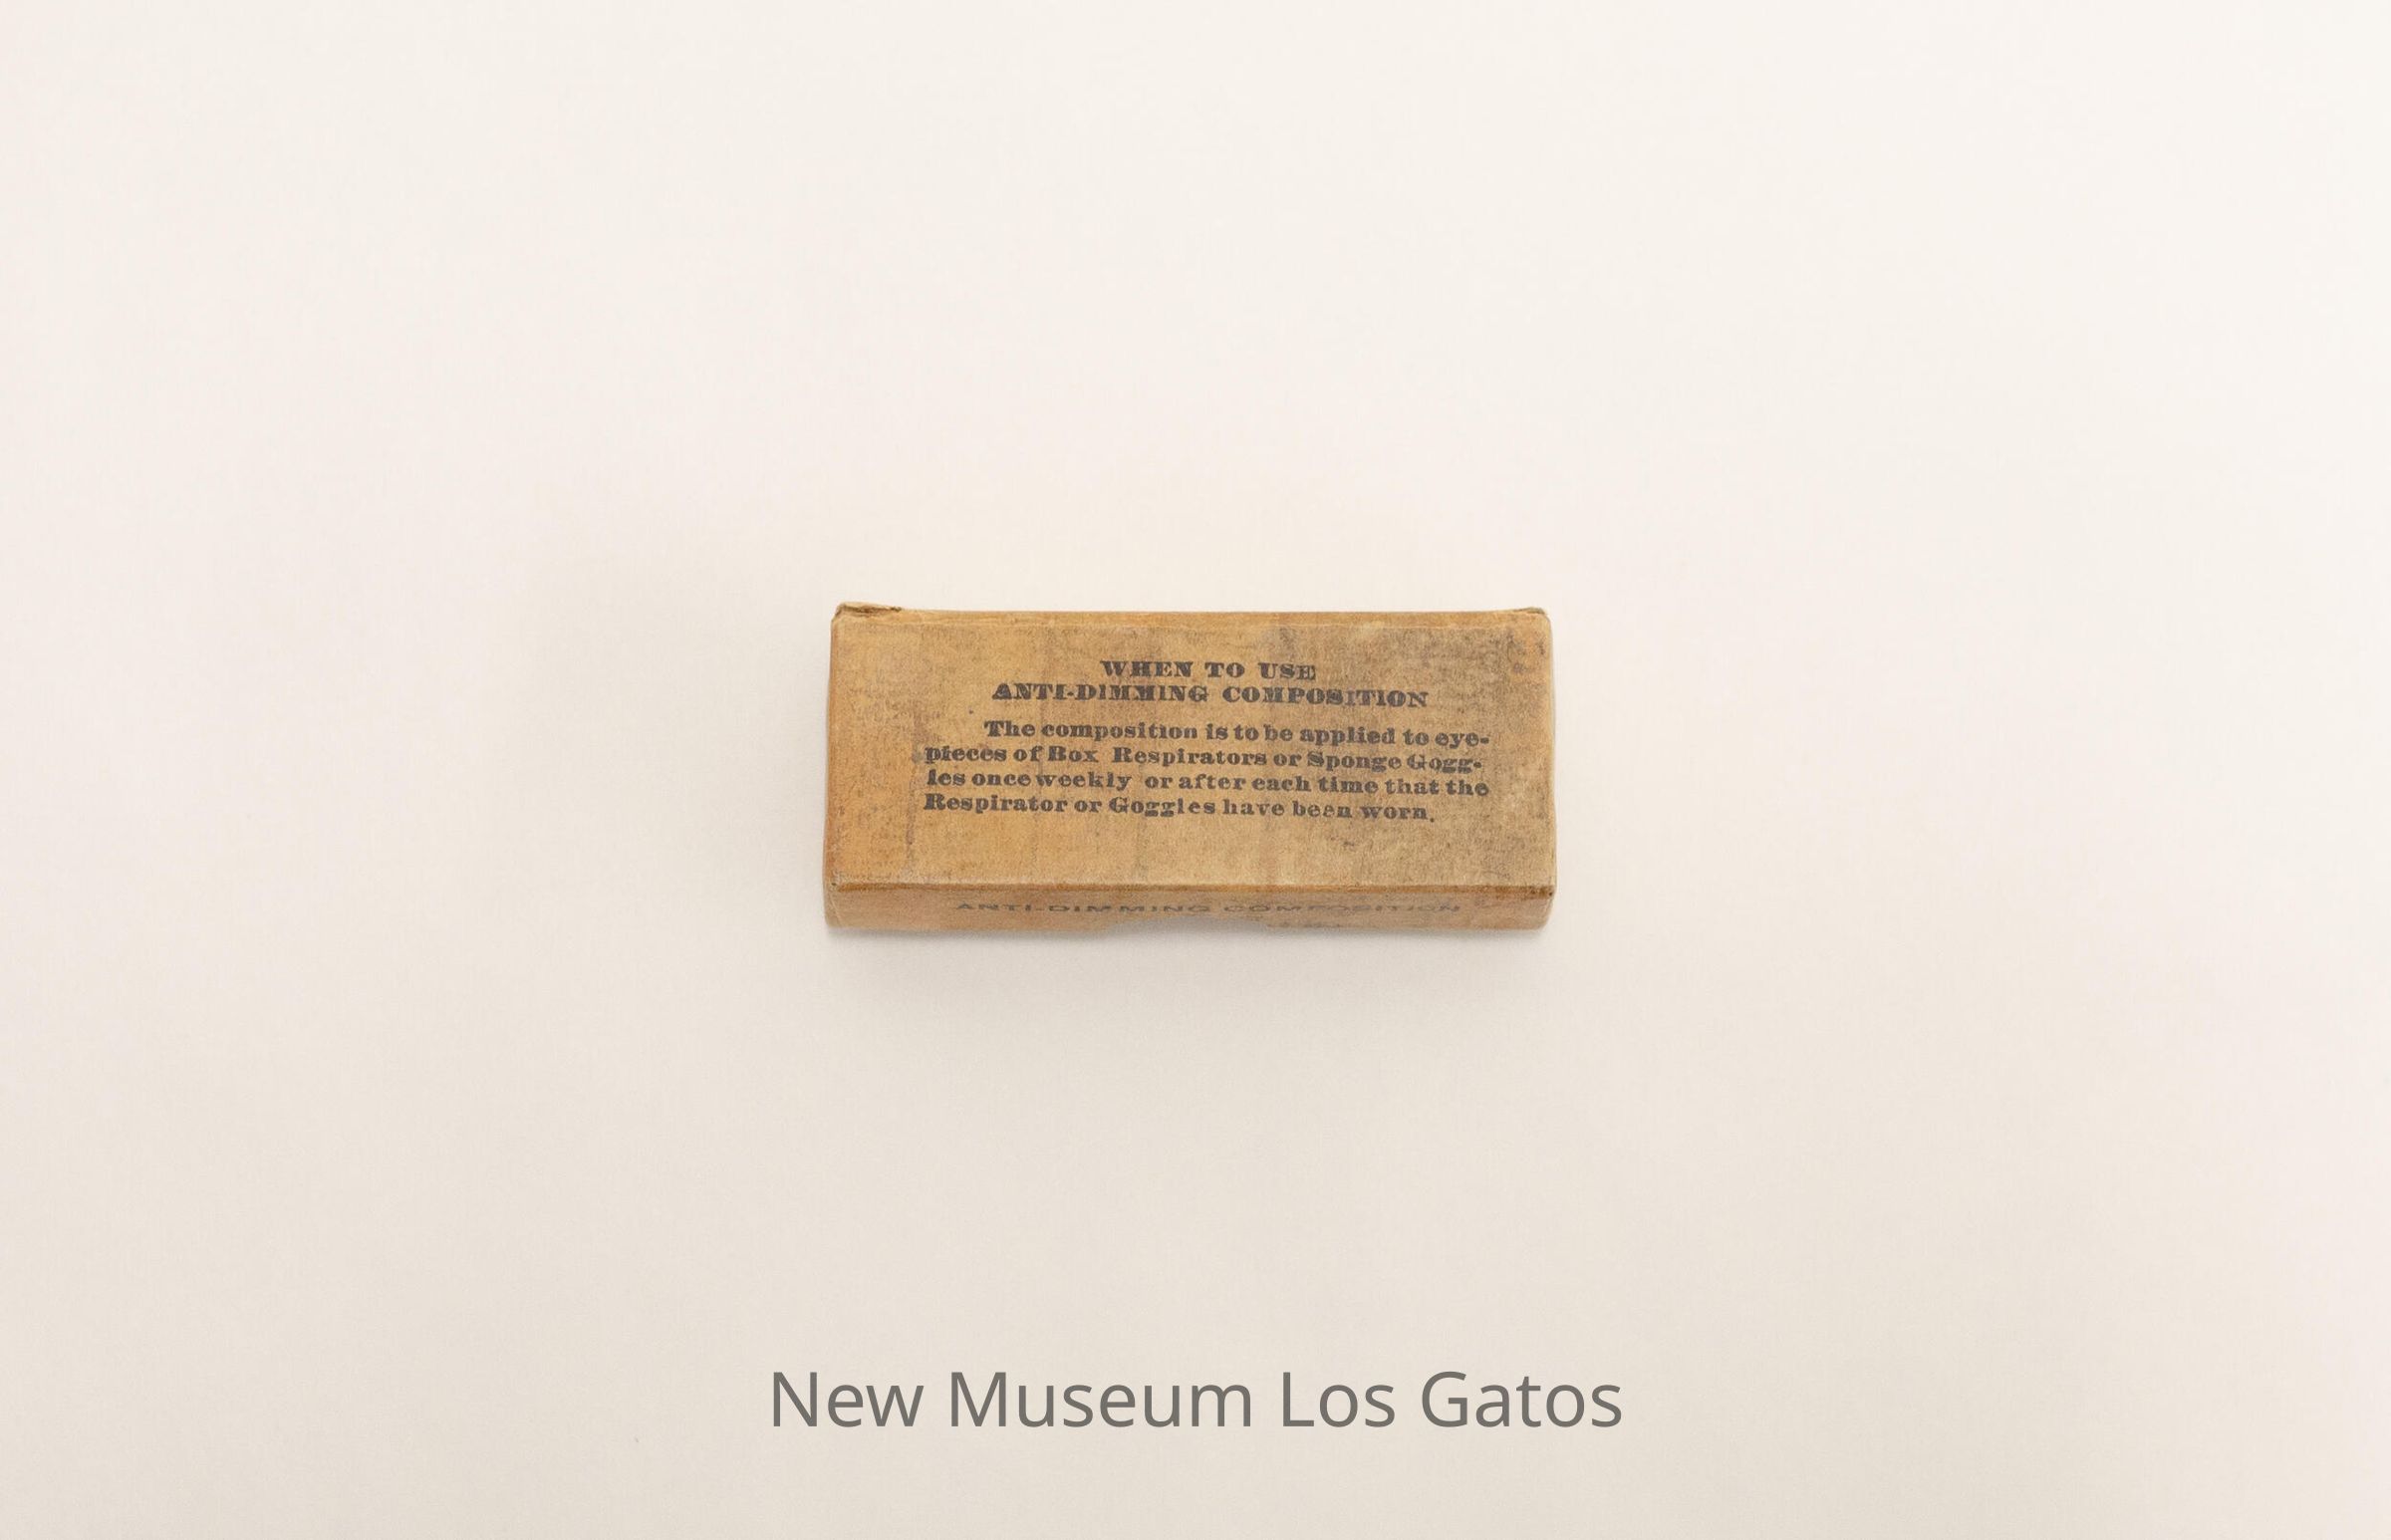 WHEN TO USE
ANTI-DIMMING COMPOSITION
The composition is to be applied to eye-
pieces of Box Respirators or Sponge Gogg-
les once weekly or after each time that the
Respirator or Goggles have been worn.
ANTI-DIMMING COMPOSITION
New Museum Los Gatos